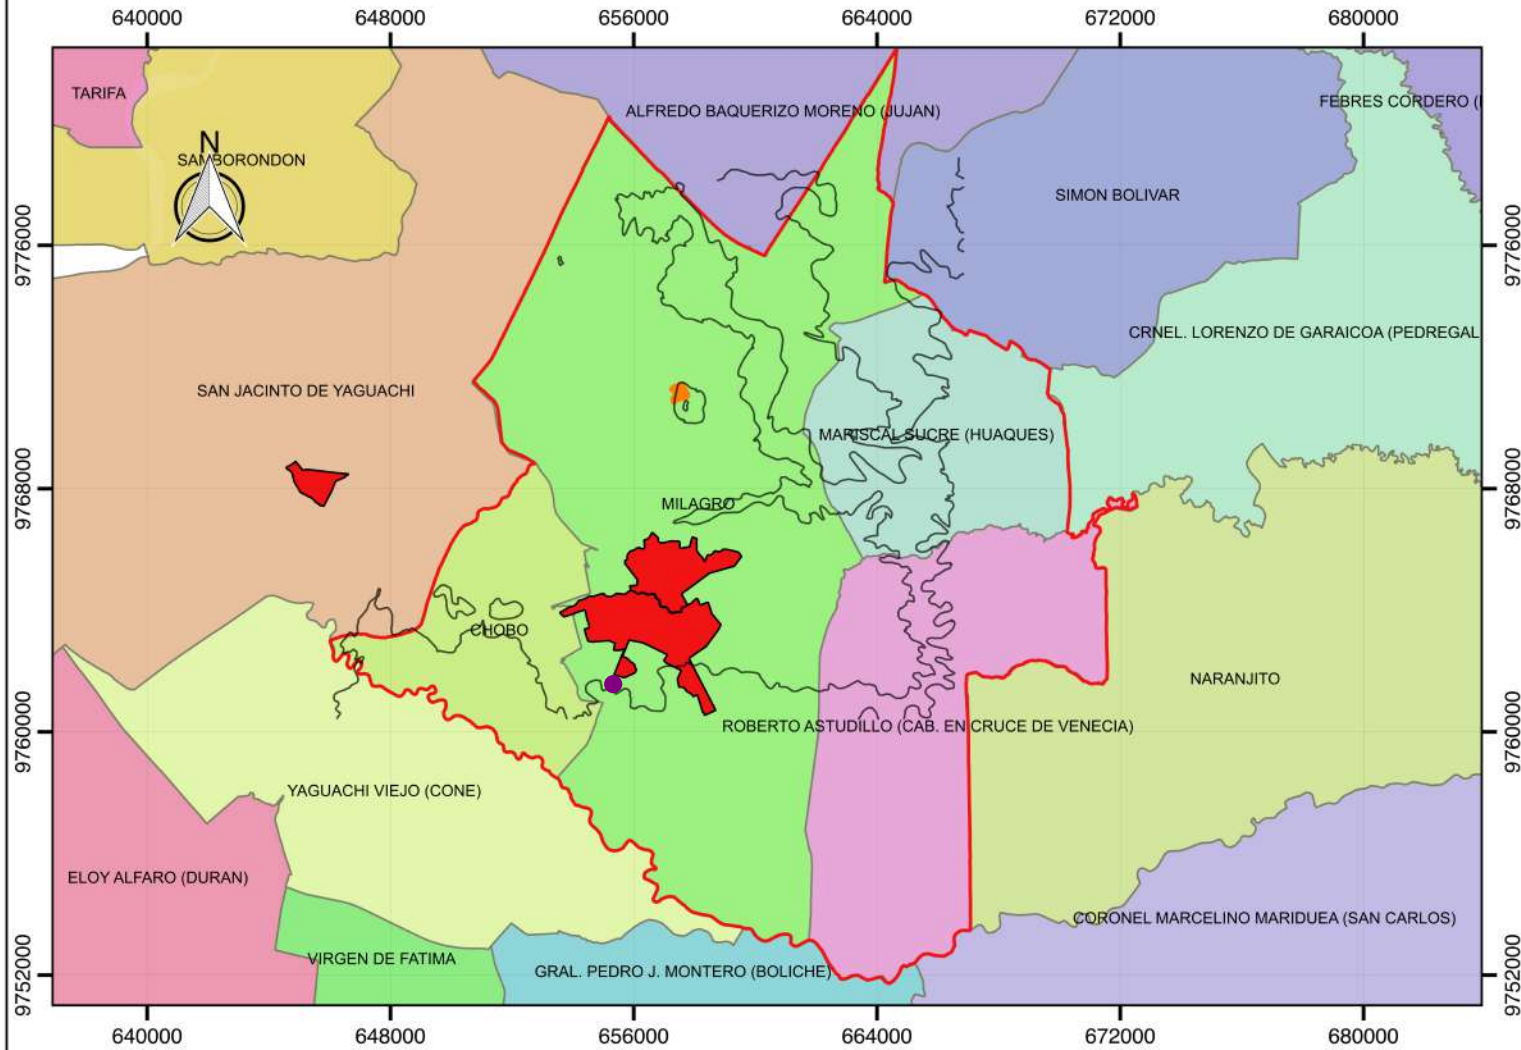 640000
648000
656000
664000
672000
680000
TARIFA
FEBRES CORDERO (
ALFREDO BAQUERIZO MORENO (JUJAN)
N
SAMBORONDON
SIMON BOLIVAR
9776000
9776000
CRNEL. LORENZO DE GARAICOA (PEDREGAL
SAN JACINTO DE YAGUACHI
MARISCAL SUCRE (HUAQUES)
9768000
MILAGRO
9768000
CHOBO
NARANJITO
9760000
ROBERTO ASTUDILLO (CAB. EN CRUCE DE VENECIA)
9760000
YAGUACHI VIEJO (CONE)
ELOY ALFARO (DURAN)
CORONEL MARCELINO MARIDUEA (SAN CARLOS)
VIRGEN DE FATIMA
GRAL. PEDRO J. MONTERO (BOLICHE)
9752000
9752000
640000
648000
656000
664000
672000
680000